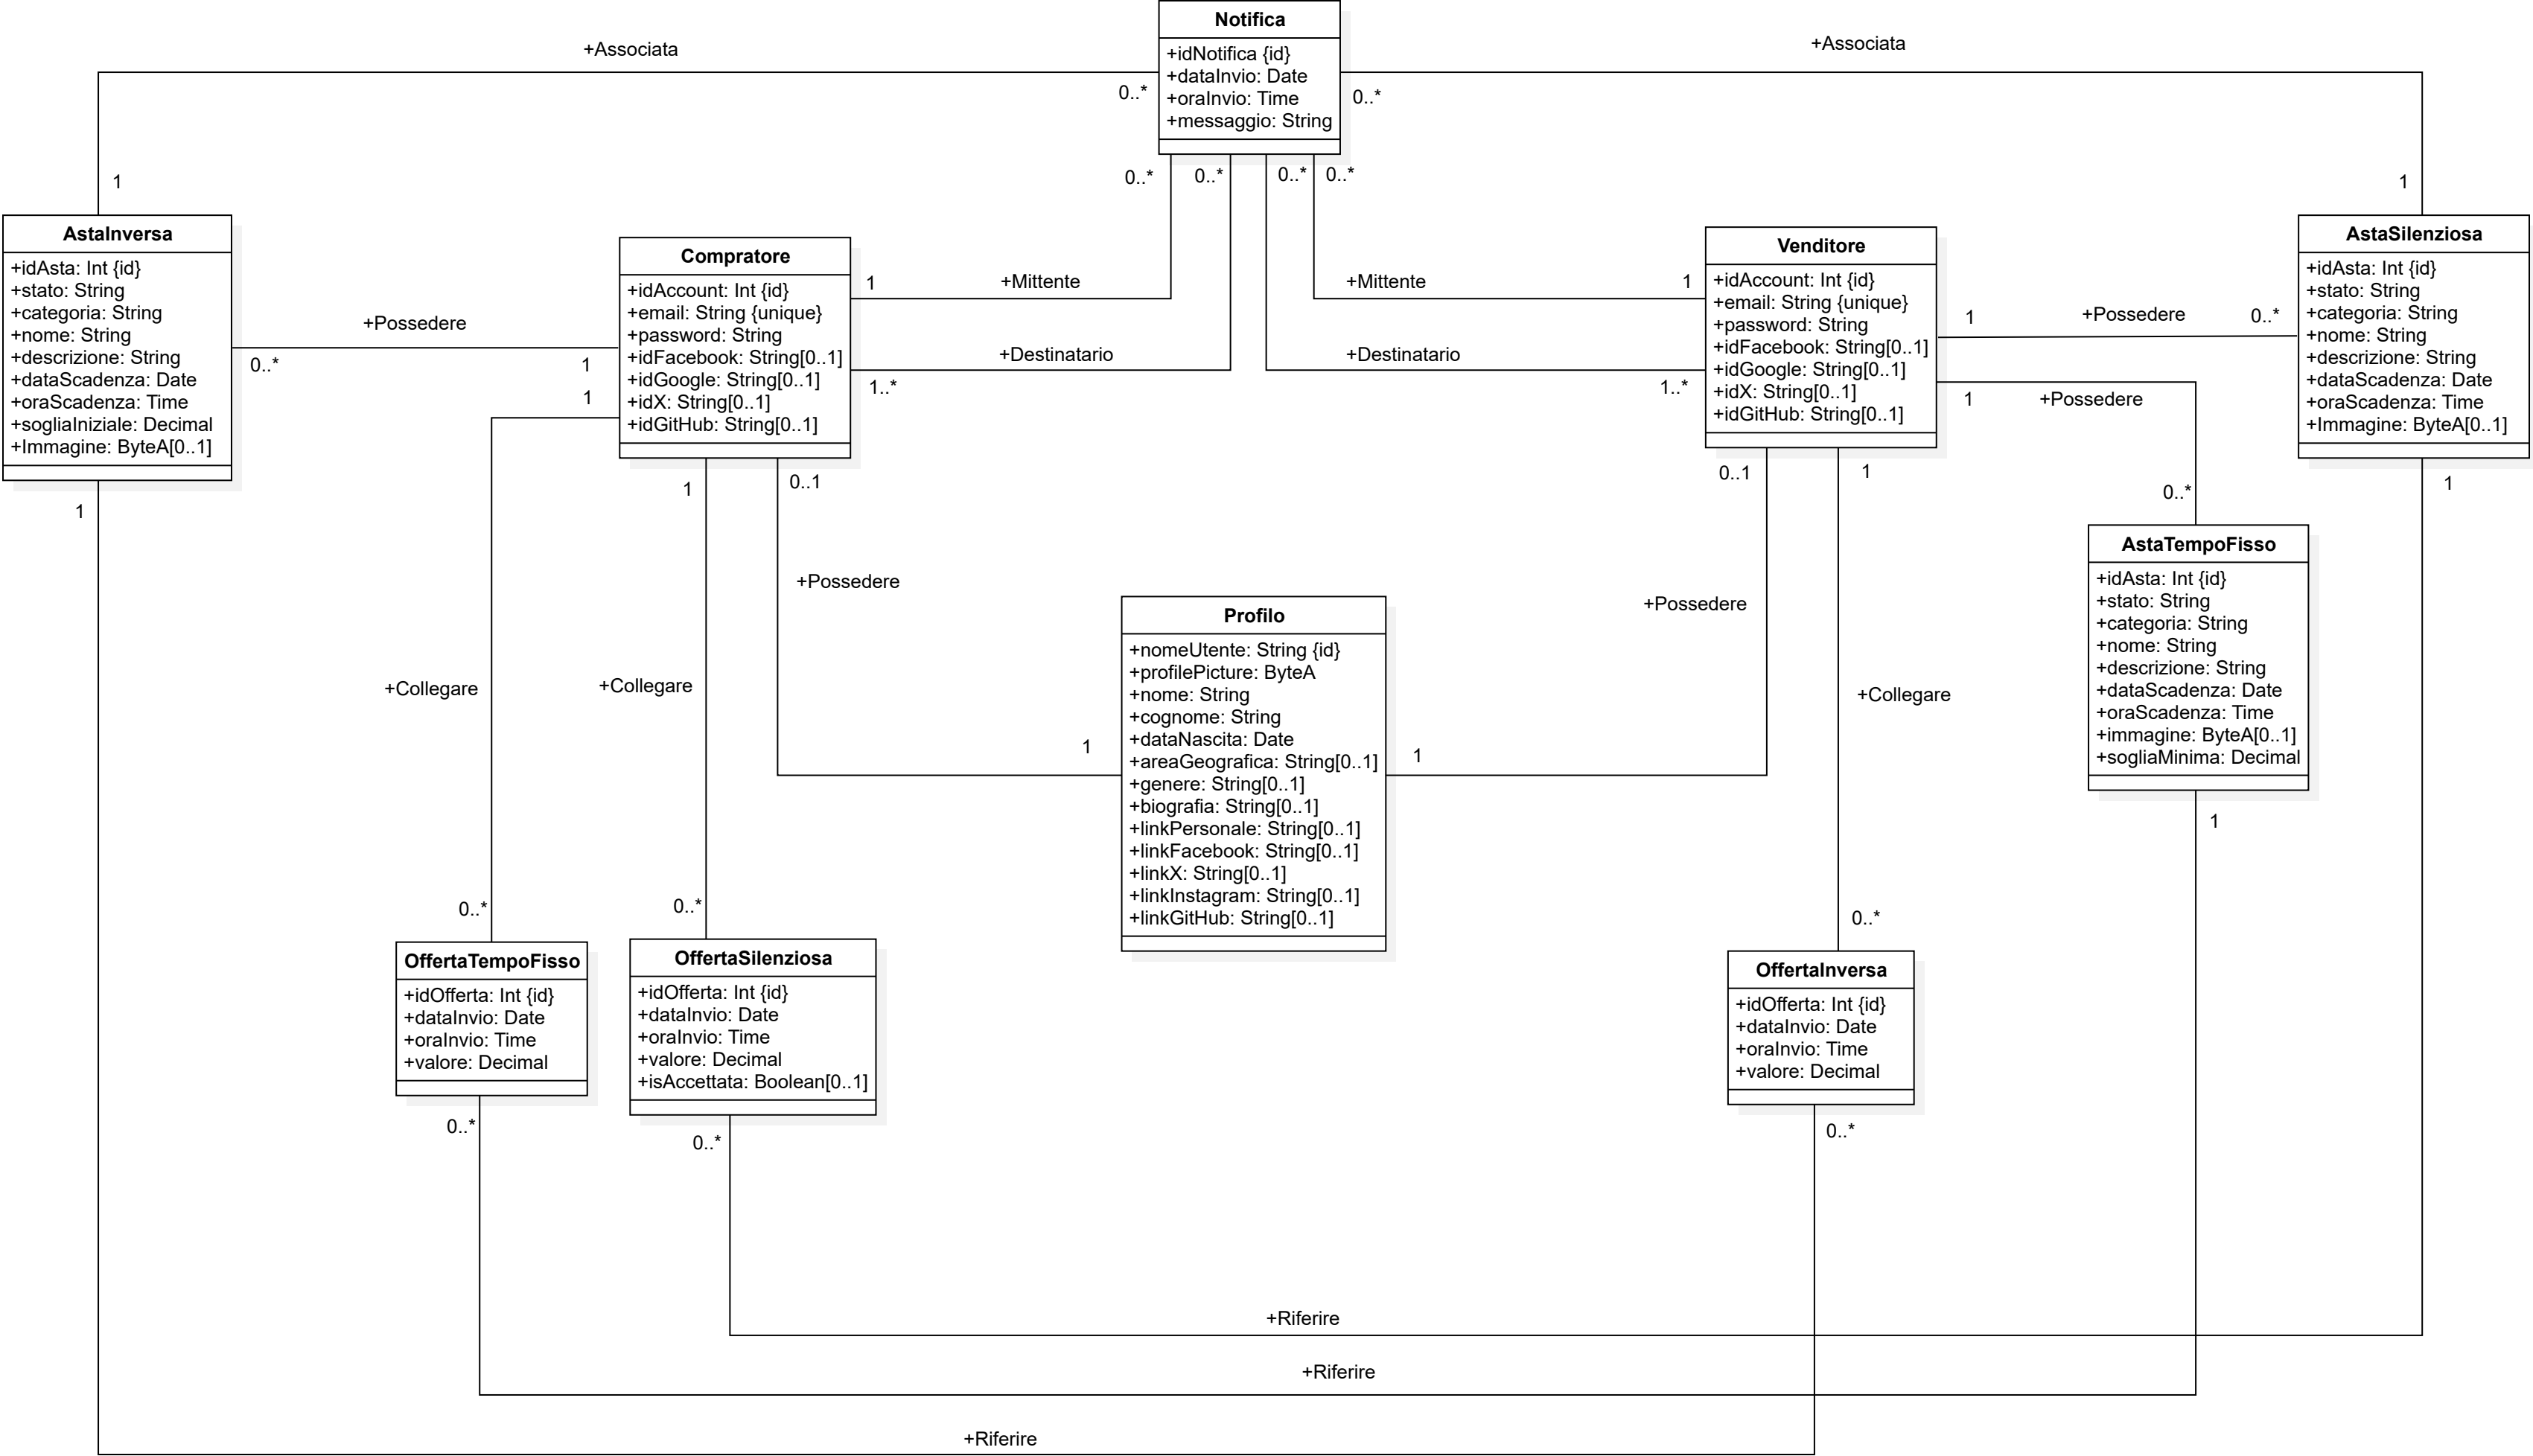 Notifica
+idNotifica {id}
+dataInvio: Date
+oraInvio: Time
+messaggio: String
+Associata
+Associata
0..*
0..*
1
1
0..*
0..*
0..*
0..*
AstaInversa
+idAsta: Int {id}
+stato: String
+categoria: String
+nome: String
+descrizione: String
+dataScadenza: Date
+oraScadenza: Time
+sogliaIniziale: Decimal
+Immagine: ByteA[0..1]
+Possedere
0..*
1
1
1
Compratore
+idAccount: Int {id}
+email: String {unique}
+password: String
+idFacebook: String[0..1]
+idGoogle: String[0..1]
+idX: String[0..1]
+idGitHub: String[0..1]
1
+Mittente
+Destinatario
1..*
+Mittente
1
+Destinatario
1..*
Venditore
+idAccount: Int {id}
+email: String {unique}
+password: String
+idFacebook: String[0..1]
+idGoogle: String[0..1]
+idX: String[0..1]
+idGitHub: String[0..1]
1
+Possedere
0..*
1
+Possedere
0..*
AstaSilenziosa
+idAsta: Int {id}
+stato: String
+categoria: String
+nome: String
+descrizione: String
+dataScadenza: Date
+oraScadenza: Time
+Immagine: ByteA[0..1]
1
1
0..1
0..1
1
+Possedere
+Possedere
AstaTempoFisso
+idAsta: Int {id}
+stato: String
+categoria: String
+nome: String
+descrizione: String
+dataScadenza: Date
+oraScadenza: Time
+immagine: ByteA[0..1]
+sogliaMinima: Decimal
1
+Collegare
+Collegare
+Collegare
1
1
Profilo
+nomeUtente: String {id}
+profilePicture: ByteA
+nome: String
+cognome: String
+dataNascita: Date
+areaGeografica: String[0..1]
+genere: String[0..1]
+biografia: String[0..1]
+linkPersonale: String[0..1]
+linkFacebook: String[0..1]
+linkX: String[0..1]
+linkInstagram: String[0..1]
+linkGitHub: String[0..1]
0..*
0..*
0..*
OffertaTempoFisso
+idOfferta: Int {id}
+dataInvio: Date
+oraInvio: Time
+valore: Decimal
0..*
OffertaSilenziosa
+idOfferta: Int {id}
+dataInvio: Date
+oraInvio: Time
+valore: Decimal
+isAccettata: Boolean[0..1]
0..*
OffertaInversa
+idOfferta: Int {id}
+dataInvio: Date
+oraInvio: Time
+valore: Decimal
0..*
+Riferire
+Riferire
+Riferire